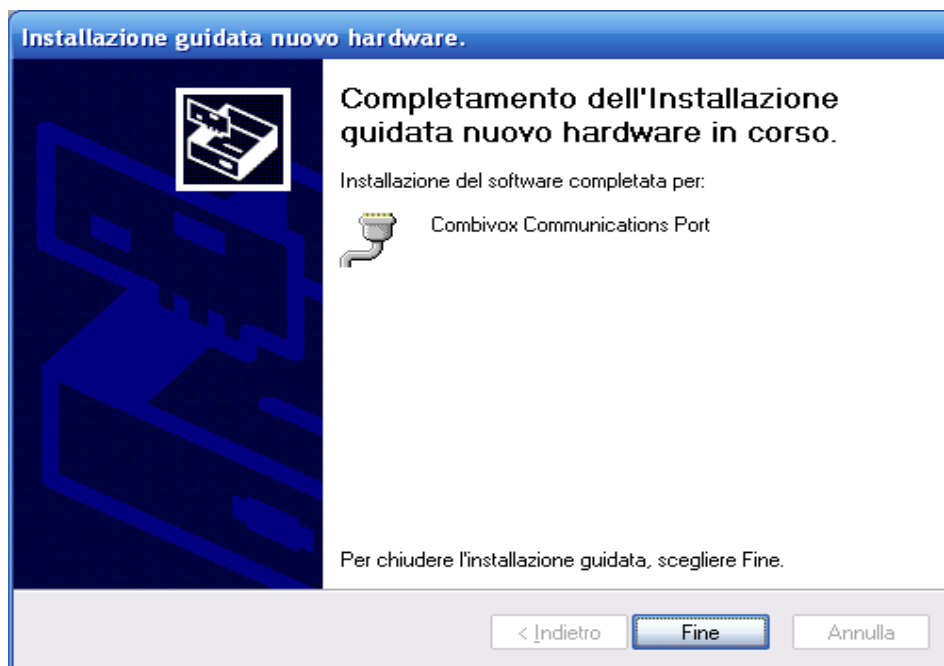 Installazione guidata nuovo hardware.
Completamento dell'Installazione
guidata nuovo hardware in corso.
Installazione del software completata per:
Combivox Communications Port
Per chiudere l'installazione guidata, scegliere Fine.
< Indietro
Fine
Annulla